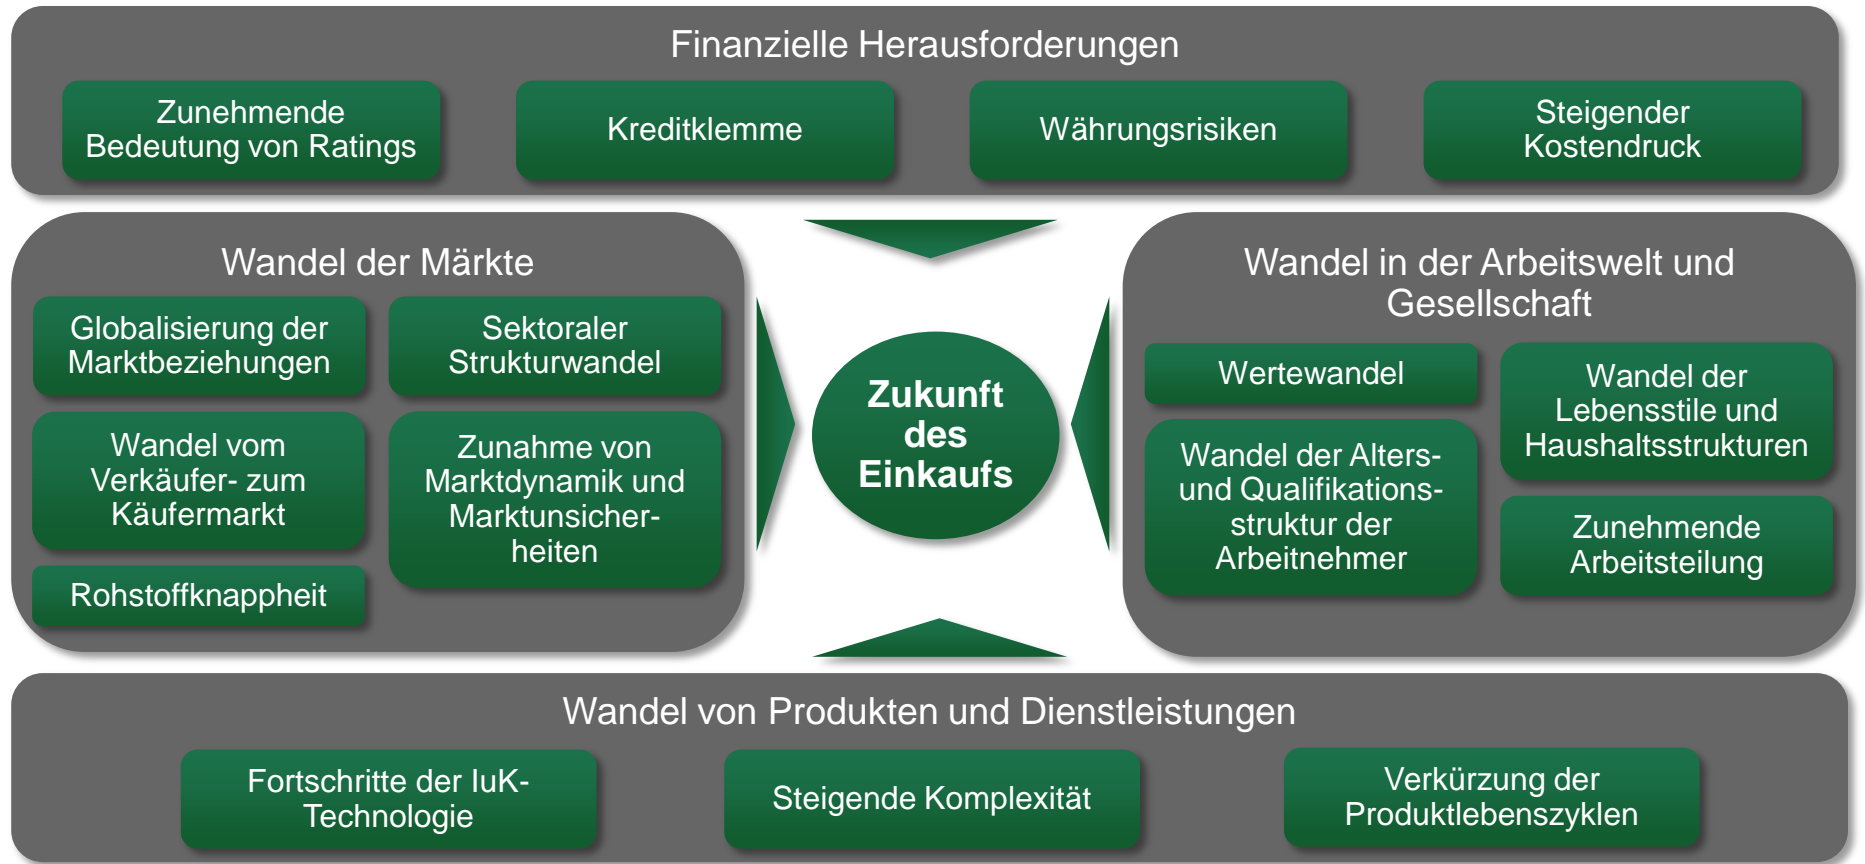 Finanzielle Herausforderungen
Zunehmende
Bedeutung von Ratings
Kreditklemme
Währungsrisiken
Steigender
Kostendruck
Wandel der Märkte
Globalisierung der
Marktbeziehungen
Sektoraler
Strukturwandel
Wandel vom
Verkäufer- zum
Käufermarkt
Zunahme von
Marktdynamik und
Marktunsicher-
heiten
Rohstoffknappheit
Zukunft
des
Einkaufs
Wandel in der Arbeitswelt und
Gesellschaft
Wertewandel
Wandel der
Lebensstile und
Haushaltsstrukturen
Wandel der Alters-
und Qualifikations-
struktur der
Arbeitnehmer
Zunehmende
Arbeitsteilung
Wandel von Produkten und Dienstleistungen
Fortschritte der IuK-
Technologie
Steigende Komplexität
Verkürzung der
Produktlebenszyklen